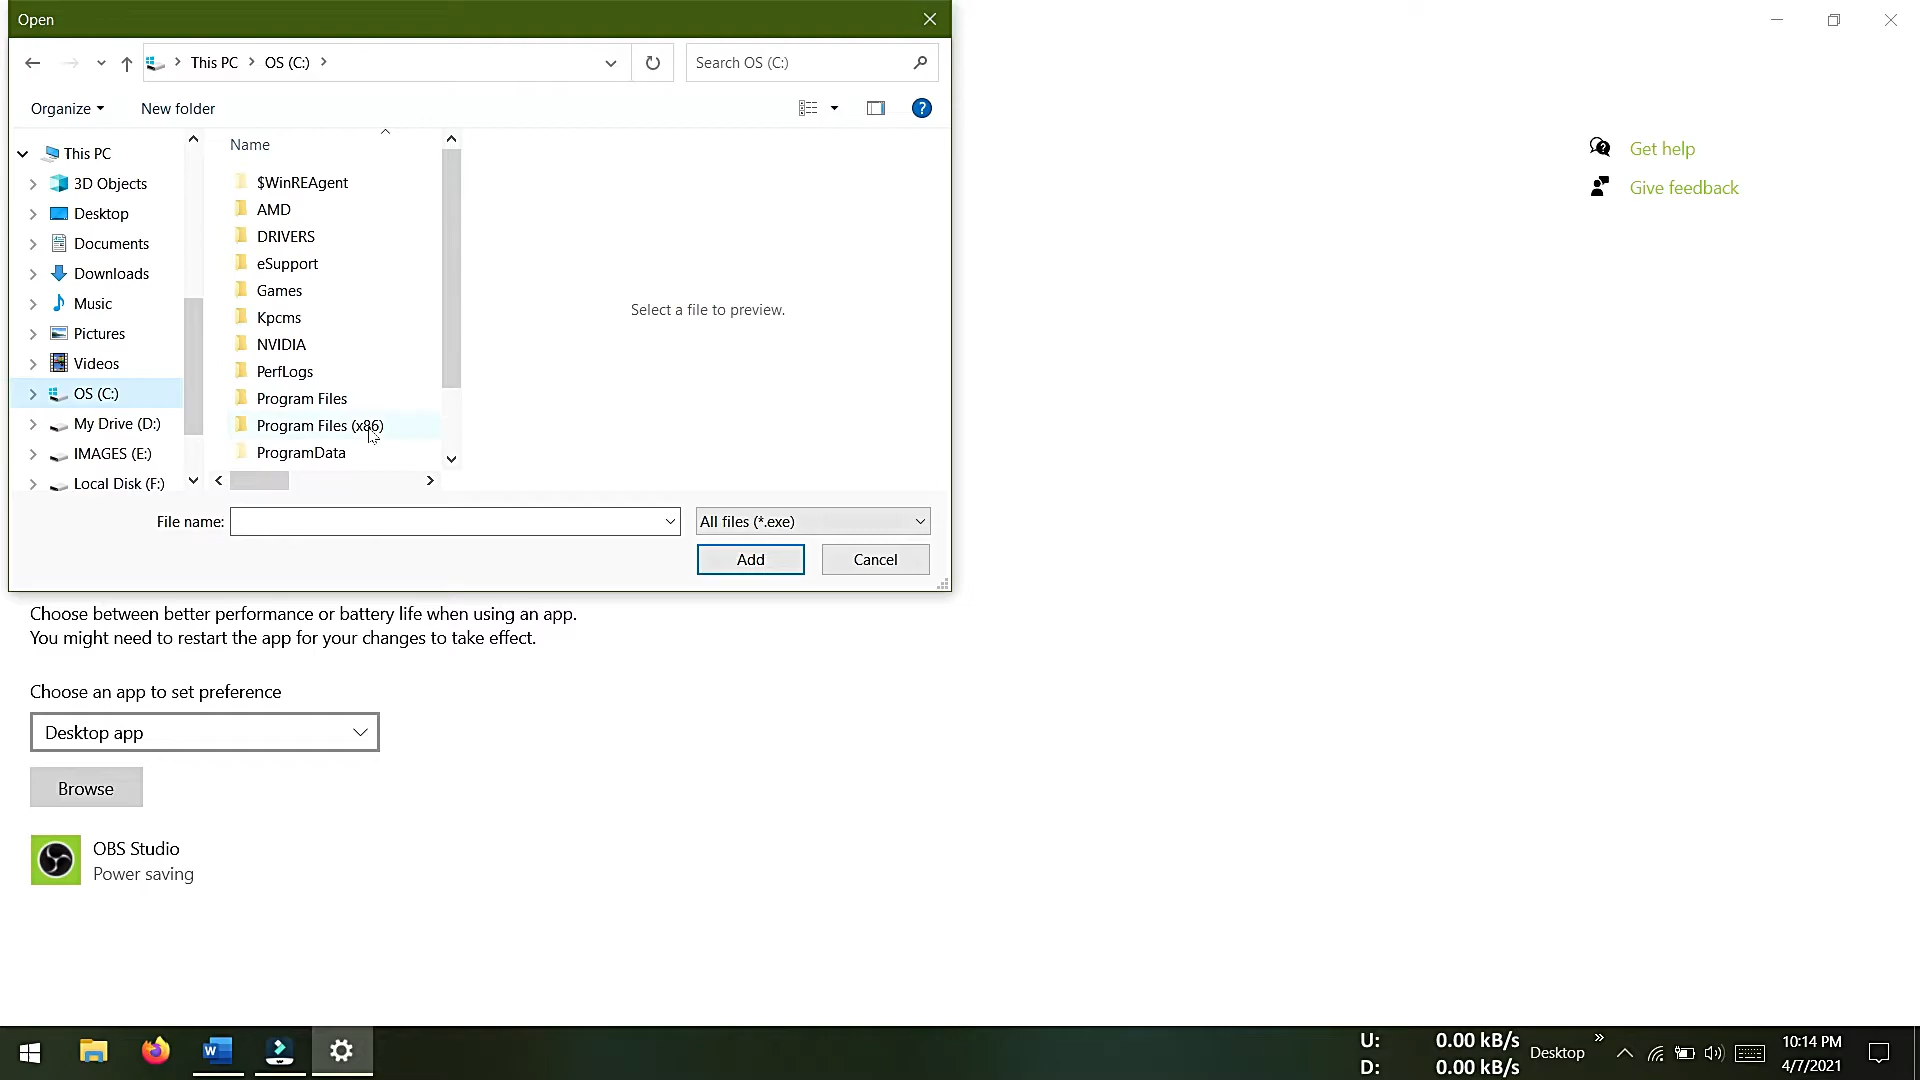 Open
This PC
OS (C:)
Search OS (C:)
Organize
New folder
?
This PC
3D Objects
Desktop
Documents
Downloads
Music
Pictures
Videos
OS (C:)
My Drive (D:)
IMAGES (E:)
Local Disk (F:)
Name
$WinREAgent
AMD
DRIVERS
eSupport
Games
Kpcms
NVIDIA
PerfLogs
Program Files
Program Files (x86)
ProgramData
Select a file to preview.
File name:
All files (*.exe)
Add
Cancel
Get help
Give feedback
Choose between better performance or battery life when using an app.
You might need to restart the app for your changes to take effect.
Choose an app to set preference
Desktop app
Browse
OBS Studio
Power saving
U: 0.00 kB/s
D: 0.00 kB/s
Desktop
10:14 PM
4/7/2021